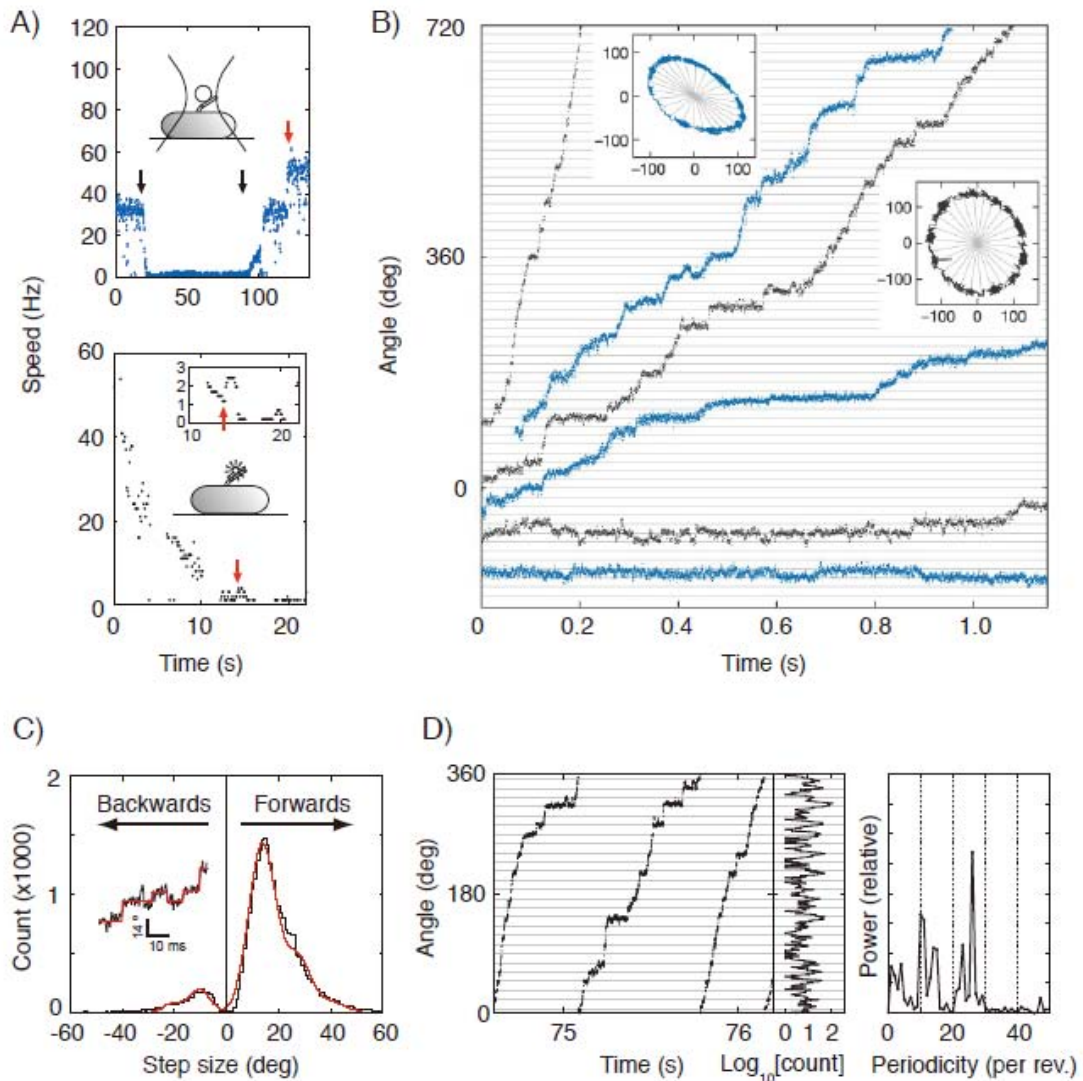 A)
120
100
80
60
40
20
0
0 50 100
Speed (Hz)
60
40
20
0
3
2
1
0
10 20
0 10 20
Time (s)
B)
720
360
0
Angle (deg)
100
0
-100
-100 0 100
100
0
-100
-100 0 100
0 0.2 0.4 0.6 0.8 1.0
Time (s)
C)
2
1
0
Count (x1000)
Backwards Forwards
14 º
10 ms
-60 -40 -20 0 20 40 60
Step size (deg)
D)
360
180
0
Angle (deg)
75 76
Time (s)
0 1 2
Log10[count]
Power (relative)
0 20 40
Periodicity (per rev.)